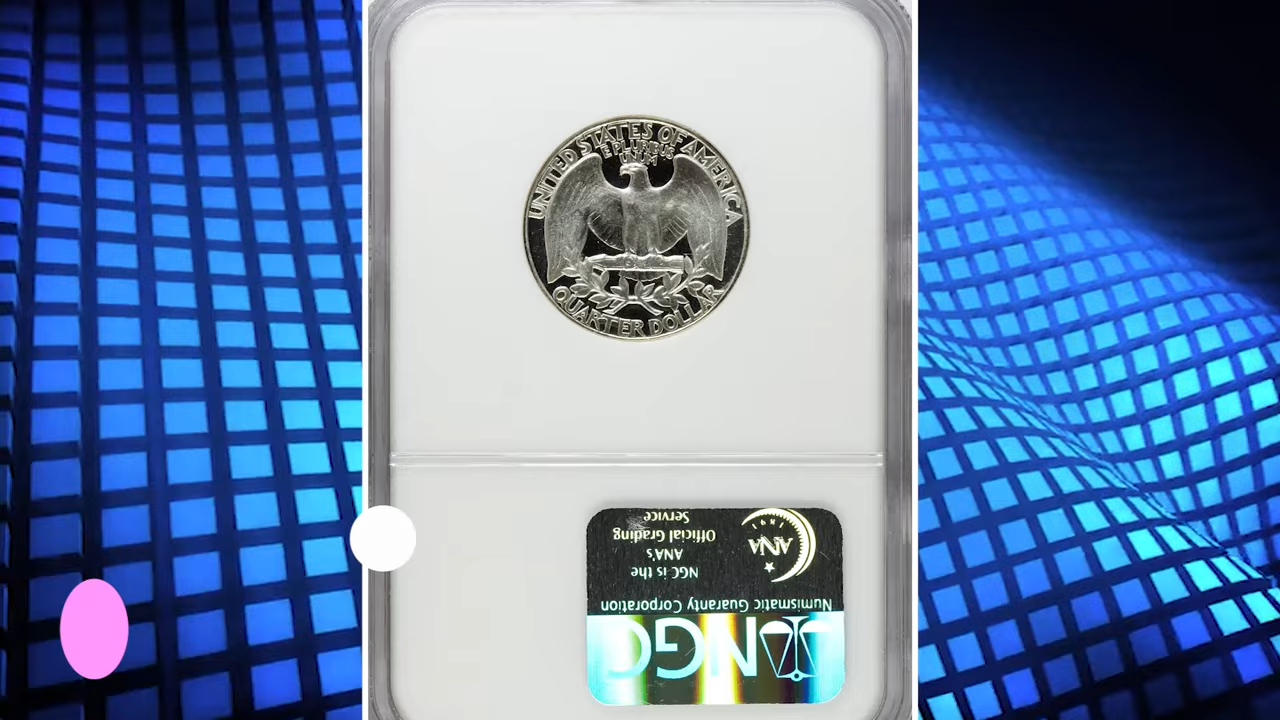 UNITED STATES OF AMERICA
E PLURIBUS
UNUM
QUARTER DOLLAR
NGC
Numismatic Guaranty Corporation
NGC is the
ANA's
Official Grading
Service
ANA
1891